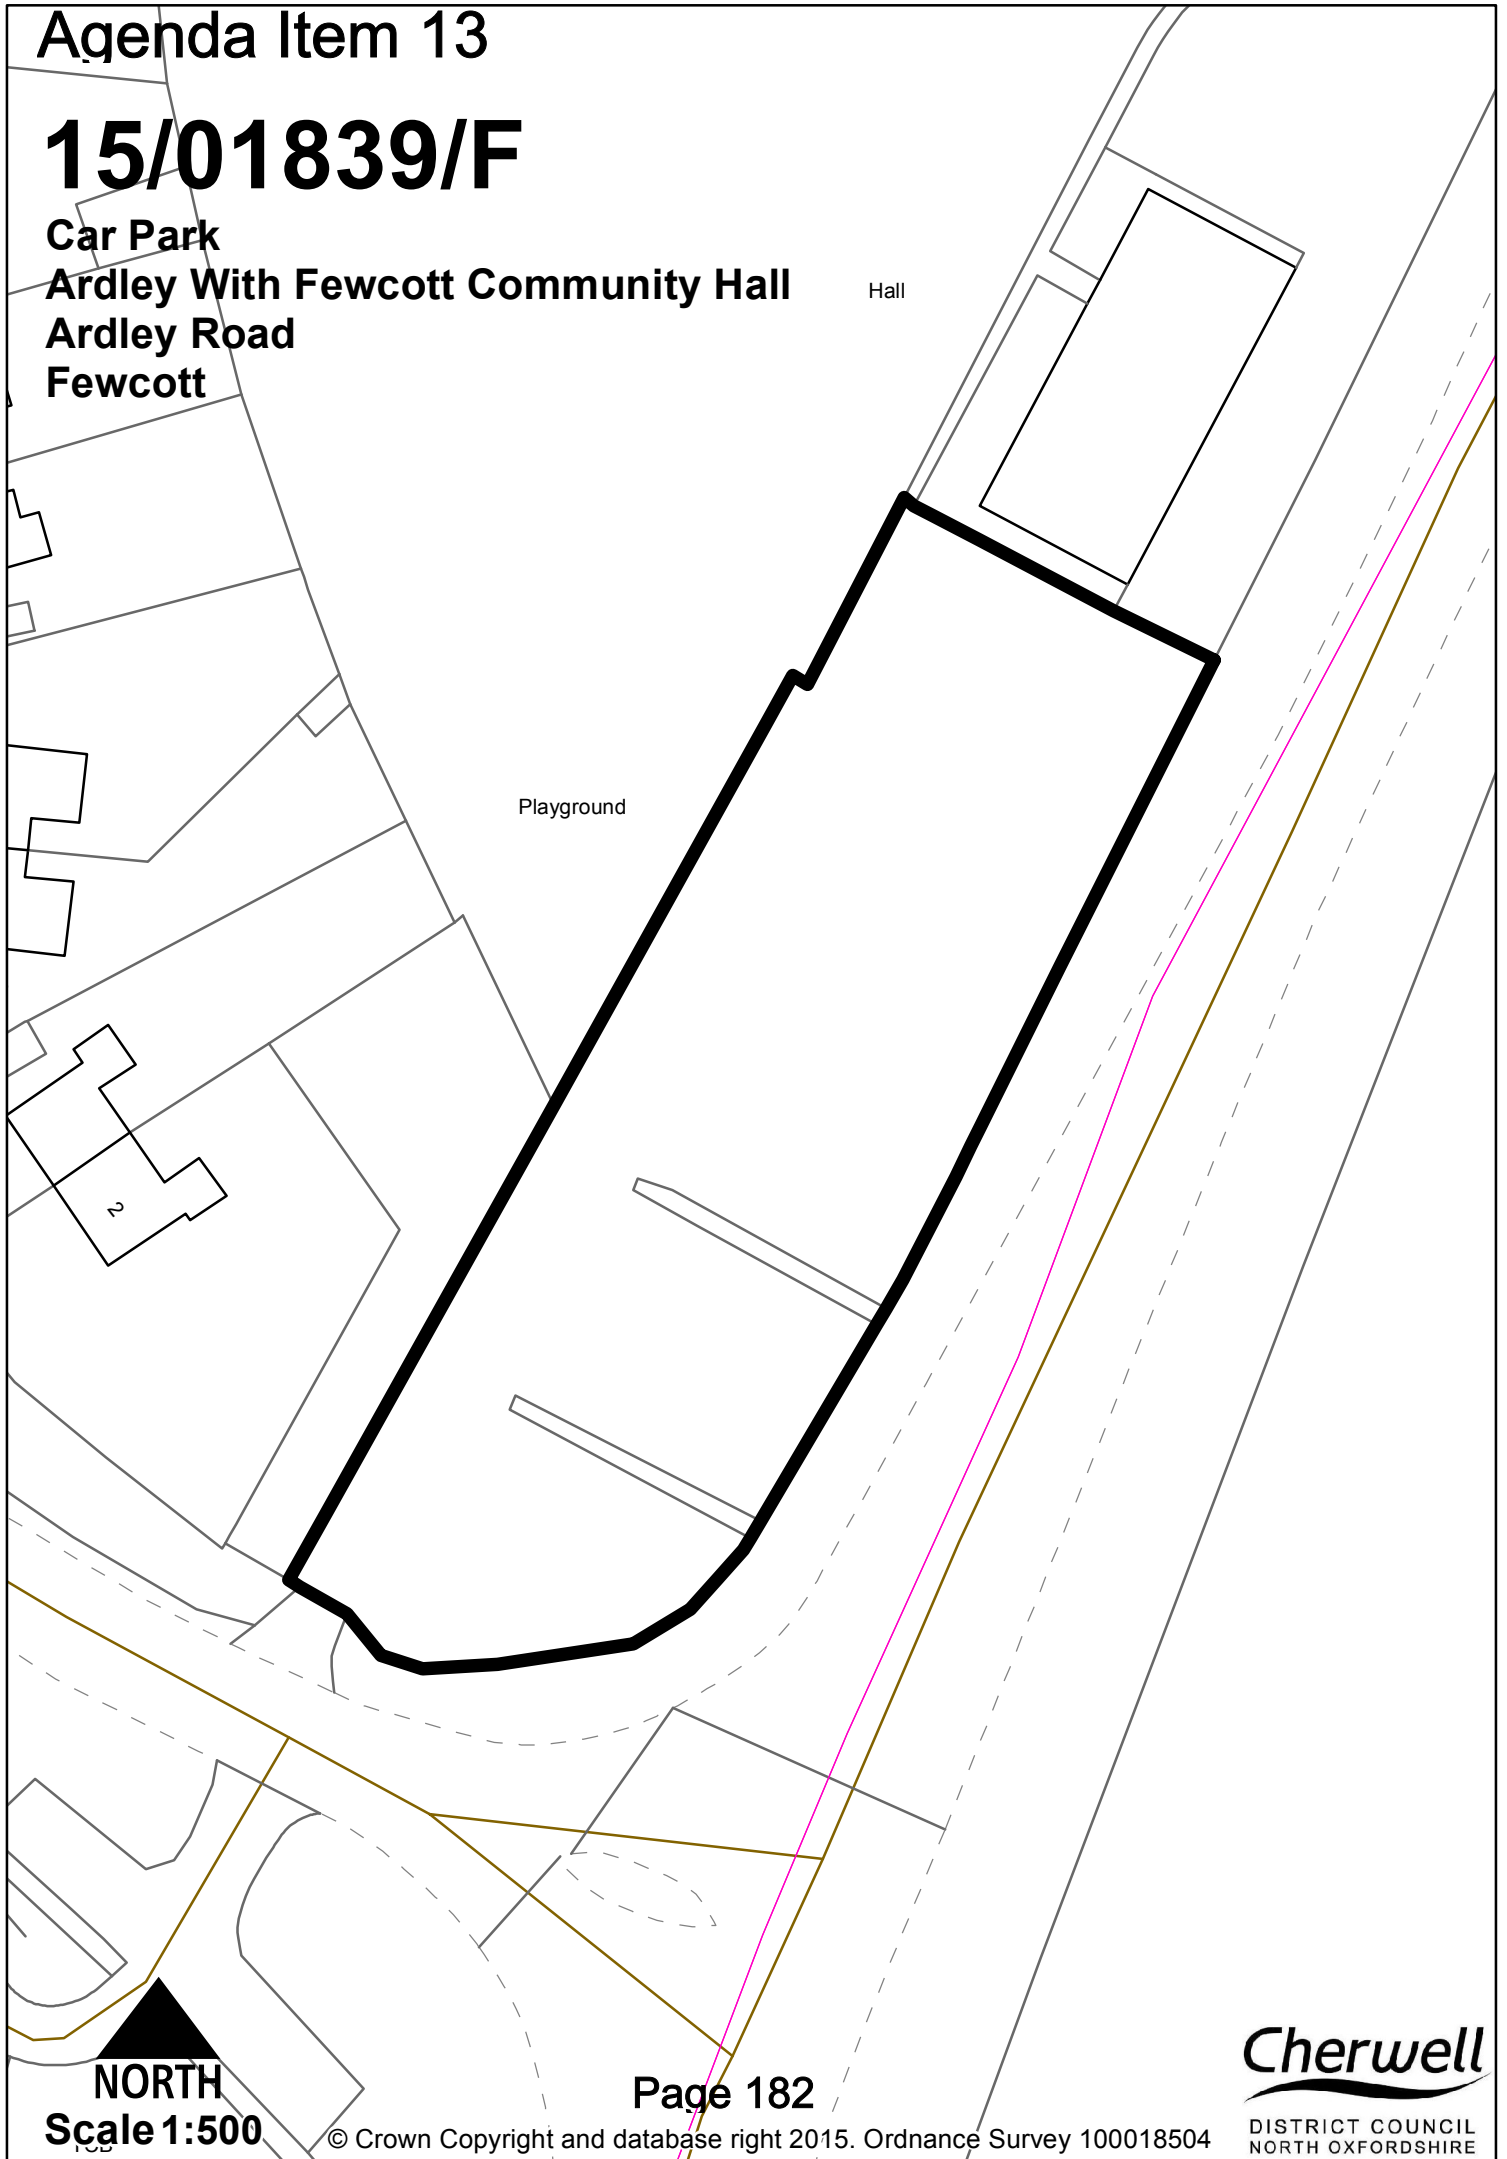 Agenda Item 13
15/01839/F
Car Park
Ardley With Fewcott Community Hall
Ardley Road
Fewcott
Hall
Playground
2
NORTH
Scale 1:500
Page 182
© Crown Copyright and database right 2015. Ordnance Survey 100018504
Cherwell
DISTRICT COUNCIL
NORTH OXFORDSHIRE